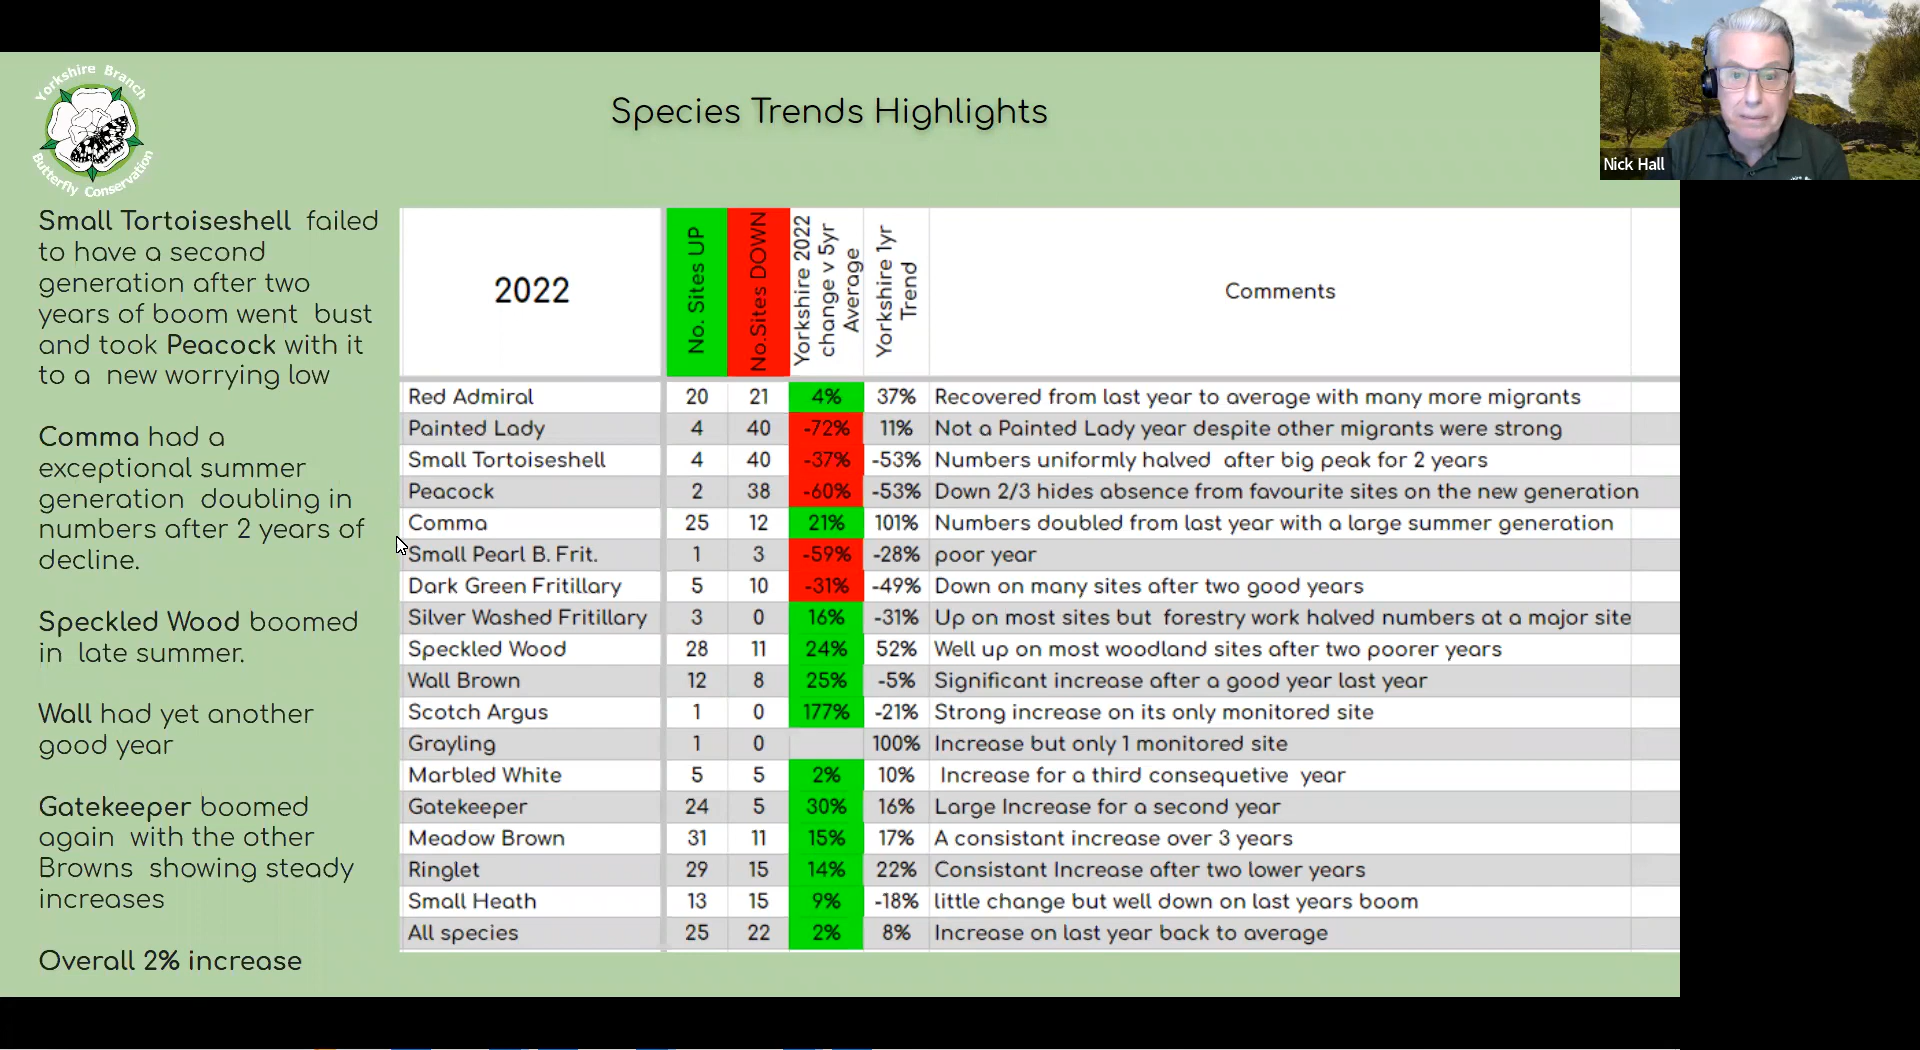 Yorkshire Branch
Butterfly Conservation
Species Trends Highlights
Nick Hall
Small Tortoiseshell failed
to have a second
generation after two
years of boom went bust
and took Peacock with it
to a new worrying low
Comma had a
exceptional summer
generation doubling in
numbers after 2 years of
decline.
Speckled Wood boomed
in late summer.
Wall had yet another
good year
Gatekeeper boomed
again with the other
Browns showing steady
increases
Overall 2% increase
2022 No. Sites UP No.Sites DOWN Yorkshire 2022 change v 5yr Average Yorkshire 1yr Trend Comments
Red Admiral 20 21 4% 37% Recovered from last year to average with many more migrants
Painted Lady 4 40 -72% 11% Not a Painted Lady year despite other migrants were strong
Small Tortoiseshell 4 40 -37% -53% Numbers uniformly halved after big peak for 2 years
Peacock 2 38 -60% -53% Down 2/3 hides absence from favourite sites on the new generation
Comma 25 12 21% 101% Numbers doubled from last year with a large summer generation
Small Pearl B. Frit. 1 3 -59% -28% poor year
Dark Green Fritillary 5 10 -31% -49% Down on many sites after two good years
Silver Washed Fritillary 3 0 16% -31% Up on most sites but forestry work halved numbers at a major site
Speckled Wood 28 11 24% 52% Well up on most woodland sites after two poorer years
Wall Brown 12 8 25% -5% Significant increase after a good year last year
Scotch Argus 1 0 177% -21% Strong increase on its only monitored site
Grayling 1 0 100% Increase but only 1 monitored site
Marbled White 5 5 2% 10% Increase for a third consequetive year
Gatekeeper 24 5 30% 16% Large Increase for a second year
Meadow Brown 31 11 15% 17% A consistant increase over 3 years
Ringlet 29 15 14% 22% Consistant Increase after two lower years
Small Heath 13 15 9% -18% little change but well down on last years boom
All species 25 22 2% 8% Increase on last year back to average